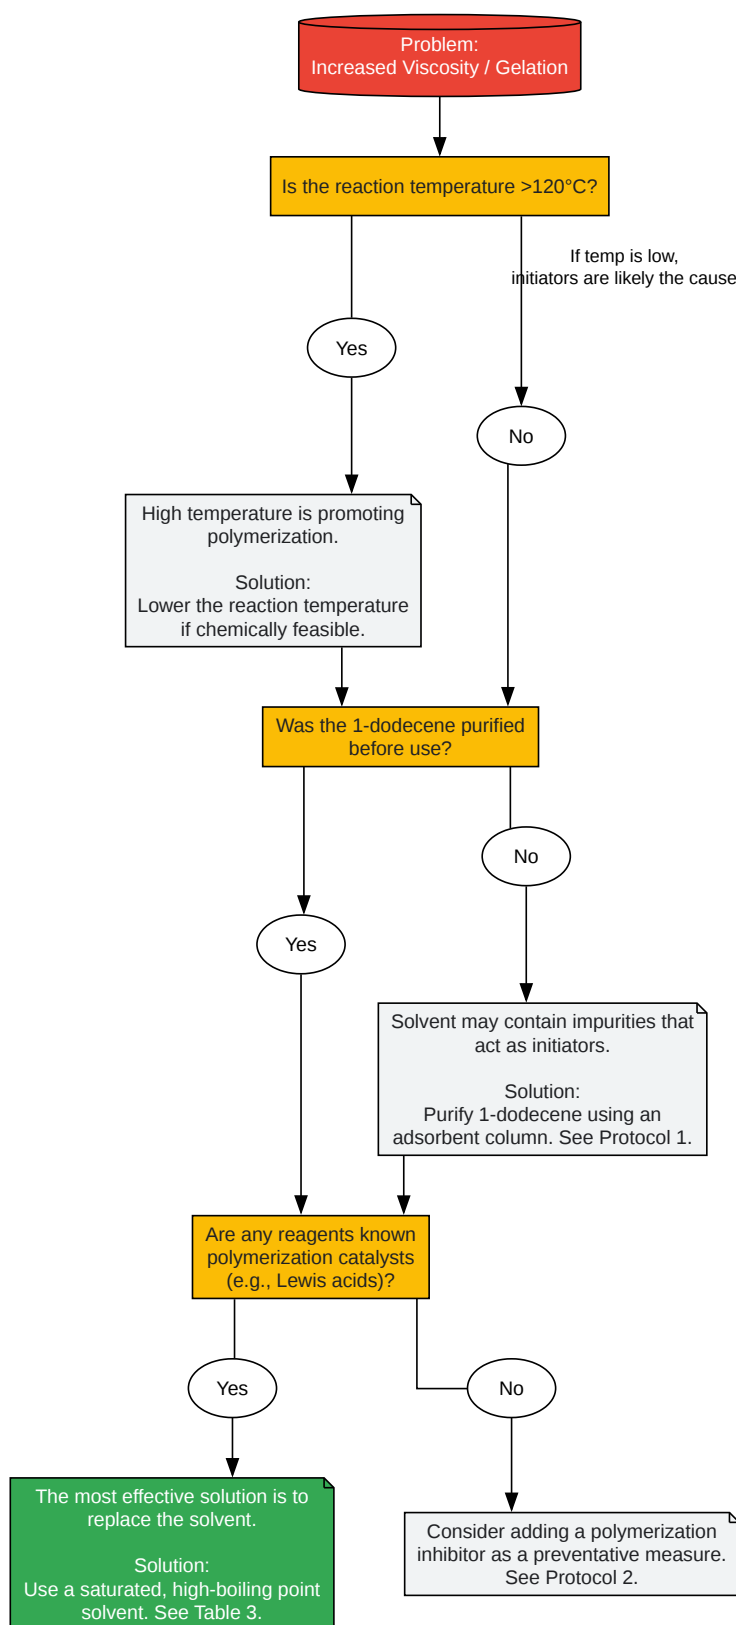 Problem:
Increased Viscosity / Gelation
Is the reaction temperature >120°C?
If temp is low,
initiators are likely the cause
Yes
No
High temperature is promoting
polymerization.
Solution:
Lower the reaction temperature
if chemically feasible.
Was the 1-dodecene purified
before use?
No
Yes
Solvent may contain impurities that
act as initiators.
Solution:
Purify 1-dodecene using an
adsorbent column. See Protocol 1.
Are any reagents known
polymerization catalysts
(e.g., Lewis acids)?
Yes
No
The most effective solution is to
replace the solvent.
Solution:
Use a saturated, high-boiling point
solvent. See Table 3.
Consider adding a polymerization
inhibitor as a preventative measure.
See Protocol 2.